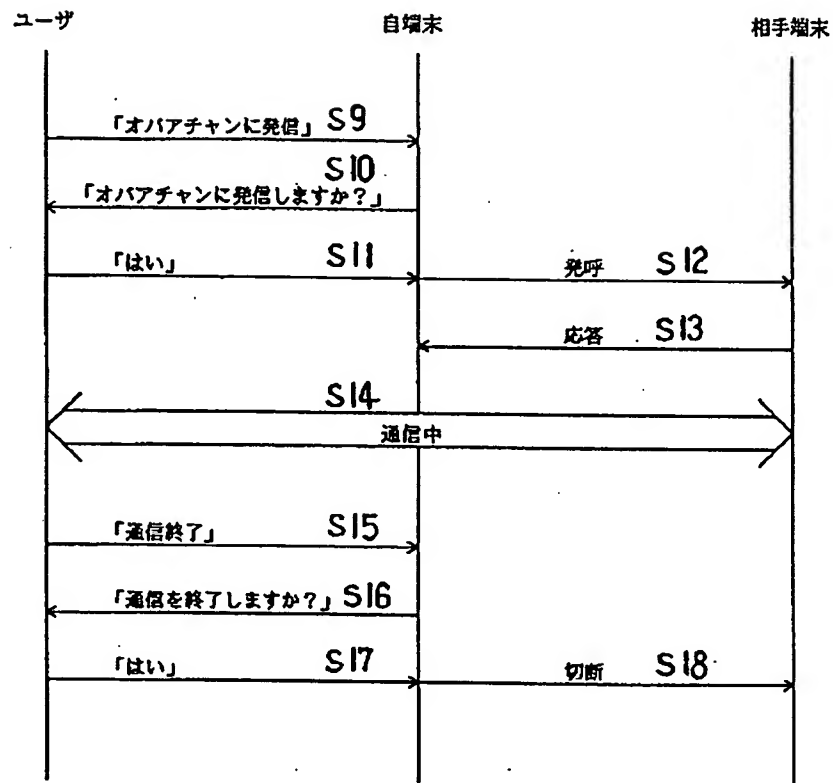 ユーザ 自端末 相手端末
「オバアチャンに発信」 S9
S10
「オバアチャンに発信しますか?」
「はい」 S11 発呼 S12
応答 S13
S14
通信中
「通信終了」 S15
「通信を終了しますか?」 S16
「はい」 S17 切断 S18